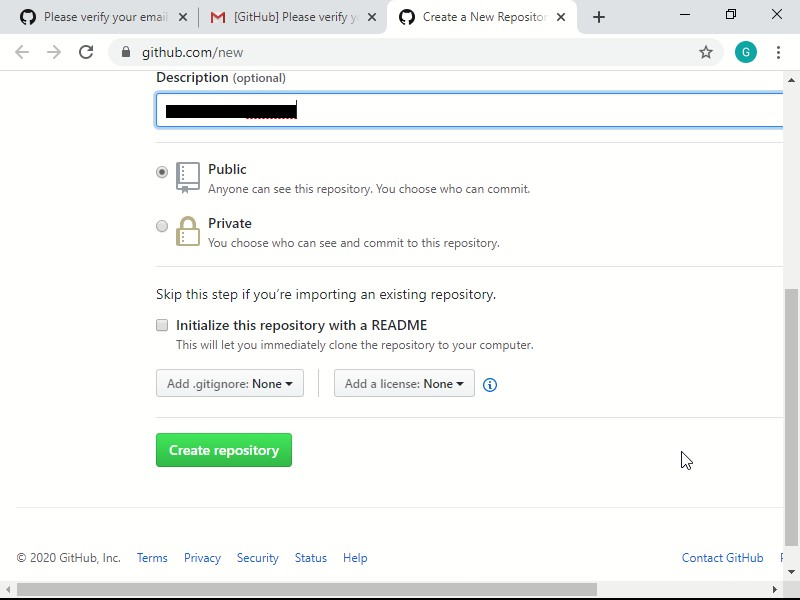 Please verify your email
[GitHub] Please verify y
Create a New Repositor
github.com/new
G
Description (optional)
Public
Anyone can see this repository. You choose who can commit.
Private
You choose who can see and commit to this repository.
Skip this step if you’re importing an existing repository.
Initialize this repository with a README
This will let you immediately clone the repository to your computer.
Add .gitignore: None
Add a license: None
Create repository
© 2020 GitHub, Inc. Terms Privacy Security Status Help Contact GitHub